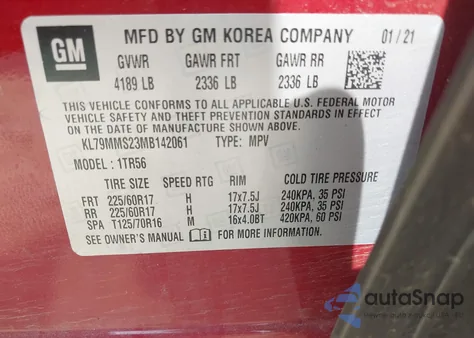 GM
MFD BY GM KOREA COMPANY 01/21
GVWR GAWR FRT GAWR RR
4189 LB 2336 LB 2336 LB
THIS VEHICLE CONFORMS TO ALL APPLICABLE U.S. FEDERAL MOTOR
VEHICLE SAFETY AND THEFT PREVENTION STANDARDS IN EFFECT
ON THE DATE OF MANUFACTURE SHOWN ABOVE.
KL79MMS23MB142061 TYPE: MPV
MODEL: 1TR56
TIRE SIZE SPEED RTG RIM COLD TIRE PRESSURE
FRT 225/60R17 H 17x7.5J 240KPA, 35 PSI
RR 225/60R17 H 17x7.5J 240KPA, 35 PSI
SPA T125/70R16 M 16x4.0BT 420KPA, 60 PSI
SEE OWNER'S MANUAL i FOR MORE INFORMATION.
autoSnap